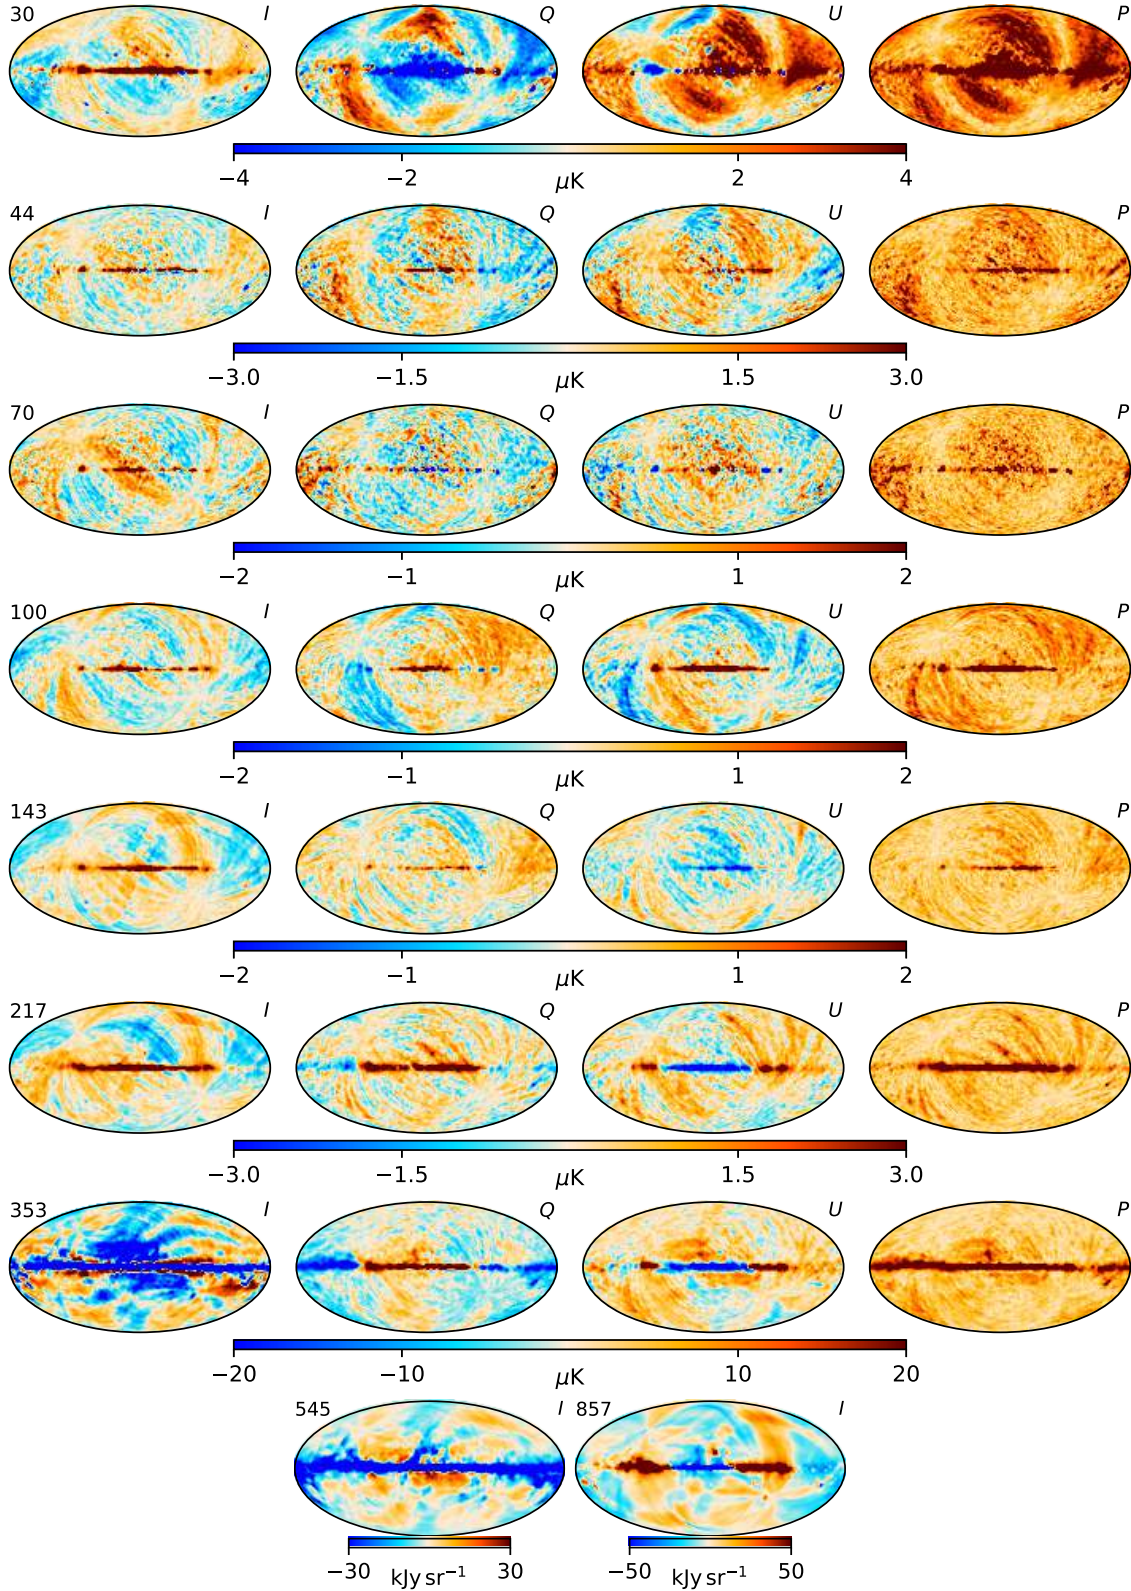 30 I Q U P
−4 −2 2 4
μK
44 I Q U P
−3.0 −1.5 1.5 3.0
μK
70 I Q U P
−2 −1 1 2
μK
100 I Q U P
−2 −1 1 2
μK
143 I Q U P
−2 −1 1 2
μK
217 I Q U P
−3.0 −1.5 1.5 3.0
μK
353 I Q U P
−20 −10 10 20
μK
545 I 857 I
−30 kJy sr⁻¹ 30 −50 kJy sr⁻¹ 50